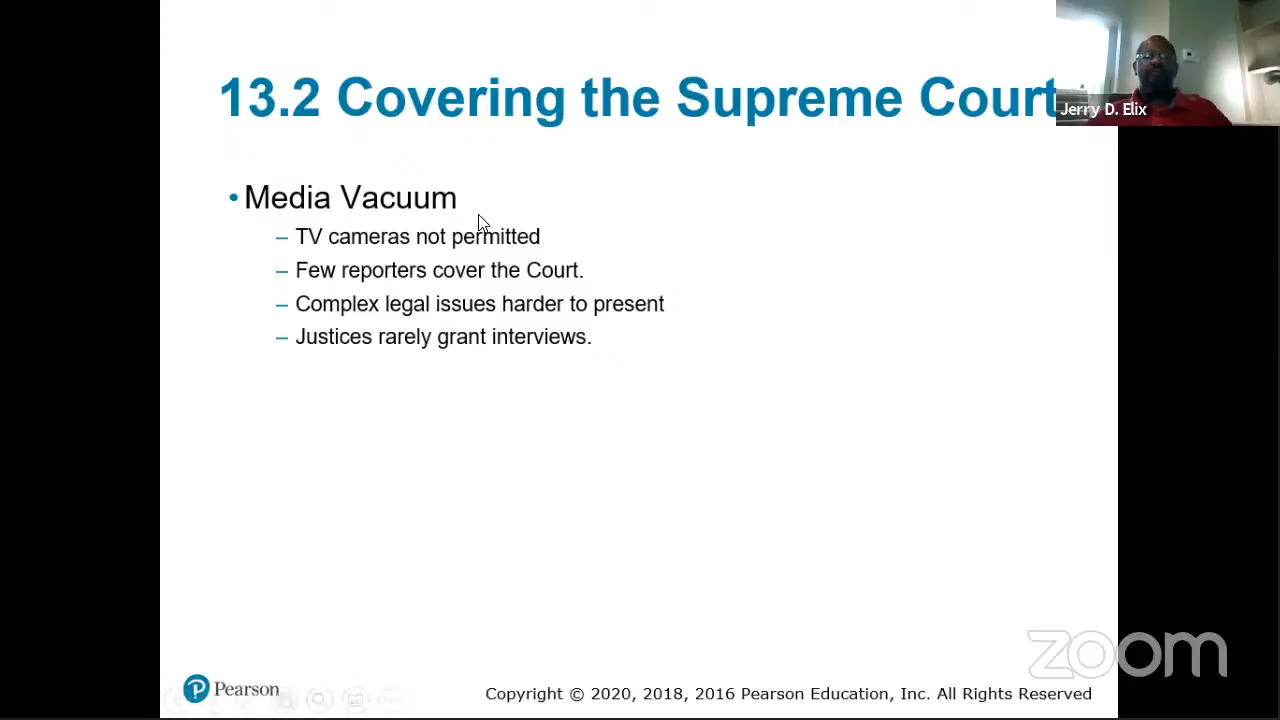 13.2 Covering the Supreme Court
Jerry D. Elix
• Media Vacuum
– TV cameras not permitted
– Few reporters cover the Court.
– Complex legal issues harder to present
– Justices rarely grant interviews.
zoom
Pearson
Copyright © 2020, 2018, 2016 Pearson Education, Inc. All Rights Reserved